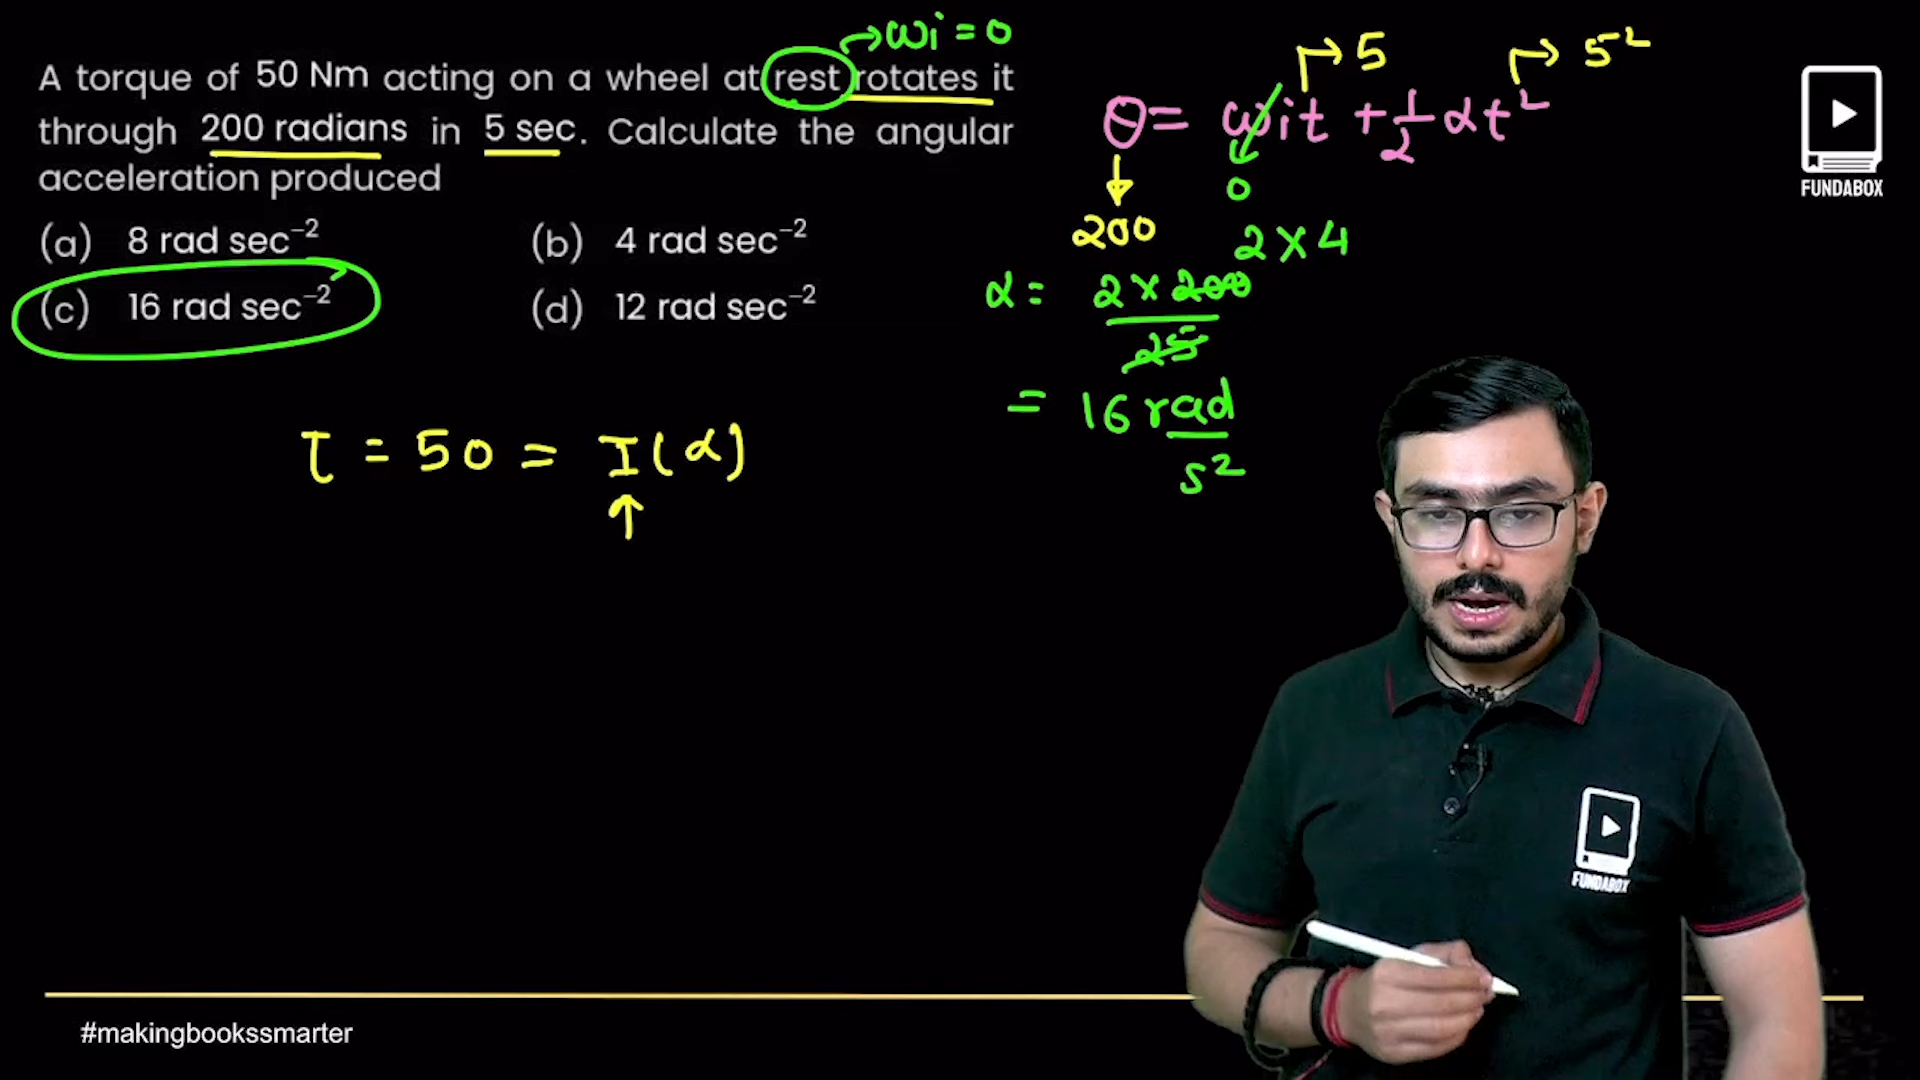 →ωi = 0
A torque of 50 Nm acting on a wheel at rest rotates it
through 200 radians in 5 sec. Calculate the angular
acceleration produced
(a) 8 rad sec⁻²
(b) 4 rad sec⁻²
(c) 16 rad sec⁻²
(d) 12 rad sec⁻²
τ = 50 = I(α)
→ 5
→ 5²
θ = ωit + 1/2 αt²
0
200
2 × 4
α = 2 × 200
25
= 16 rad
s²
FUNDABOX
FUNDABOX
#makingbookssmarter